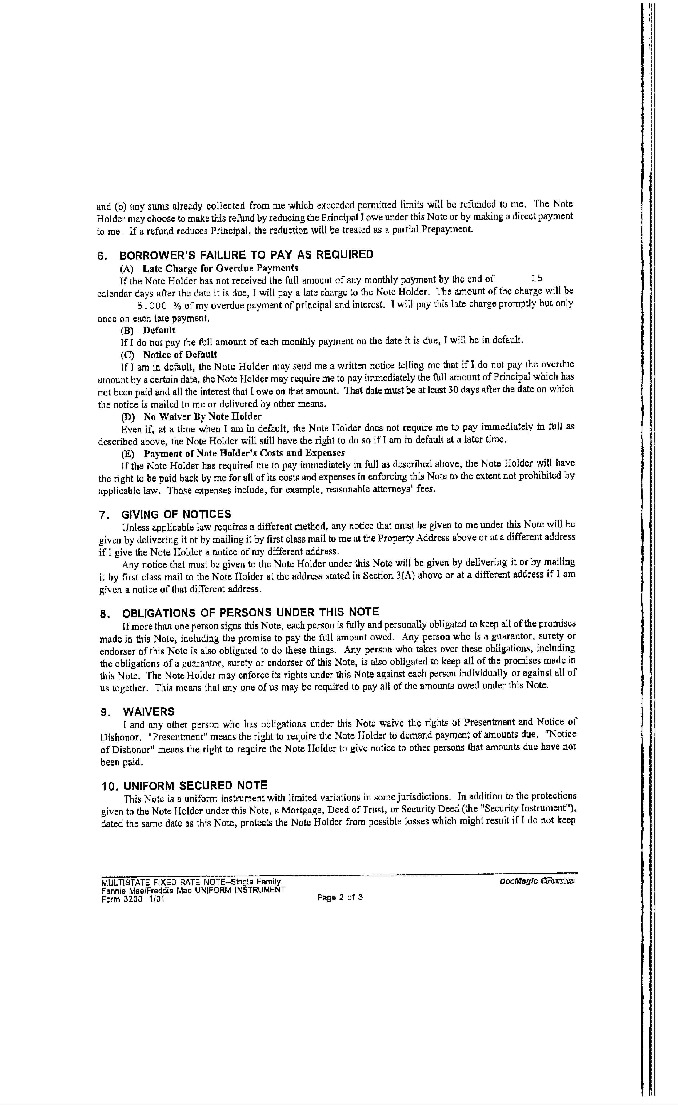 and (b) any sums already collected from me which exceeded permitted limits will be refunded to me. The Note
Holder may choose to make this refund by reducing the Principal I owe under this Note or by making a direct payment
to me. If a refund reduces Principal, the reduction will be treated as a partial Prepayment.
6. BORROWER'S FAILURE TO PAY AS REQUIRED
(A) Late Charge for Overdue Payments
If the Note Holder has not received the full amount of any monthly payment by the end of 15
calendar days after the date it is due, I will pay a late charge to the Note Holder. The amount of the charge will be
5.000 % of my overdue payment of principal and interest. I will pay this late charge promptly but only
once on each late payment.
(B) Default
If I do not pay the full amount of each monthly payment on the date it is due, I will be in default.
(C) Notice of Default
If I am in default, the Note Holder may send me a written notice telling me that if I do not pay the overdue
amount by a certain date, the Note Holder may require me to pay immediately the full amount of Principal which has
not been paid and all the interest that I owe on that amount. That date must be at least 30 days after the date on which
the notice is mailed to me or delivered by other means.
(D) No Waiver By Note Holder
Even if, at a time when I am in default, the Note Holder does not require me to pay immediately in full as
described above, the Note Holder will still have the right to do so if I am in default at a later time.
(E) Payment of Note Holder's Costs and Expenses
If the Note Holder has required me to pay immediately in full as described above, the Note Holder will have
the right to be paid back by me for all of its costs and expenses in enforcing this Note to the extent not prohibited by
applicable law. Those expenses include, for example, reasonable attorneys' fees.
7. GIVING OF NOTICES
Unless applicable law requires a different method, any notice that must be given to me under this Note will be
given by delivering it or by mailing it by first class mail to me at the Property Address above or at a different address
if I give the Note Holder a notice of my different address.
Any notice that must be given to the Note Holder under this Note will be given by delivering it or by mailing
it by first class mail to the Note Holder at the address stated in Section 3(A) above or at a different address if I am
given a notice of that different address.
8. OBLIGATIONS OF PERSONS UNDER THIS NOTE
If more than one person signs this Note, each person is fully and personally obligated to keep all of the promises
made in this Note, including the promise to pay the full amount owed. Any person who is a guarantor, surety or
endorser of this Note is also obligated to do these things. Any person who takes over these obligations, including
the obligations of a guarantor, surety or endorser of this Note, is also obligated to keep all of the promises made in
this Note. The Note Holder may enforce its rights under this Note against each person individually or against all of
us together. This means that any one of us may be required to pay all of the amounts owed under this Note.
9. WAIVERS
I and any other person who has obligations under this Note waive the rights of Presentment and Notice of
Dishonor. "Presentment" means the right to require the Note Holder to demand payment of amounts due. "Notice
of Dishonor" means the right to require the Note Holder to give notice to other persons that amounts due have not
been paid.
10. UNIFORM SECURED NOTE
This Note is a uniform instrument with limited variations in some jurisdictions. In addition to the protections
given to the Note Holder under this Note, a Mortgage, Deed of Trust, or Security Deed (the "Security Instrument"),
dated the same date as this Note, protects the Note Holder from possible losses which might result if I do not keep
MULTISTATE FIXED RATE NOTE--Single Family
Fannie Mae/Freddie Mac UNIFORM INSTRUMENT
Form 3200 1/01
Page 2 of 3
DocMagic